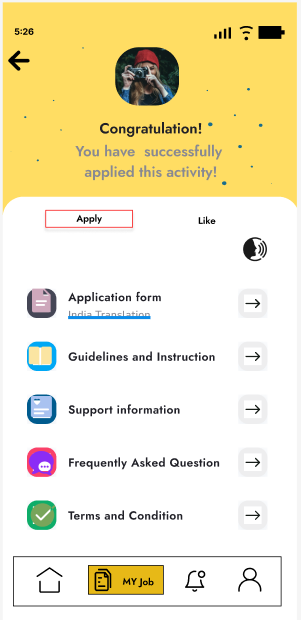 5:26
Congratulation!
You have successfully
applied this activity!
Apply
Like
Application form
India Translation
Guidelines and Instruction
Support information
Frequently Asked Question
Terms and Condition
MY Job